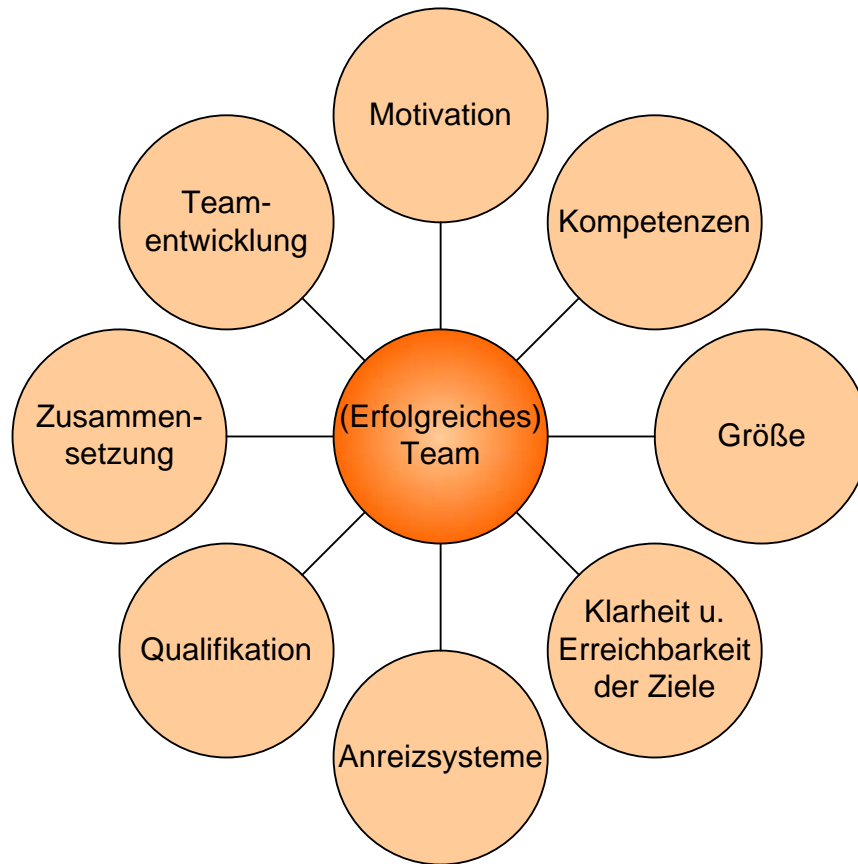 Motivation
Team-
entwicklung
Kompetenzen
Zusammen-
setzung
(Erfolgreiches)
Team
Größe
Qualifikation
Klarheit u.
Erreichbarkeit
der Ziele
Anreizsysteme